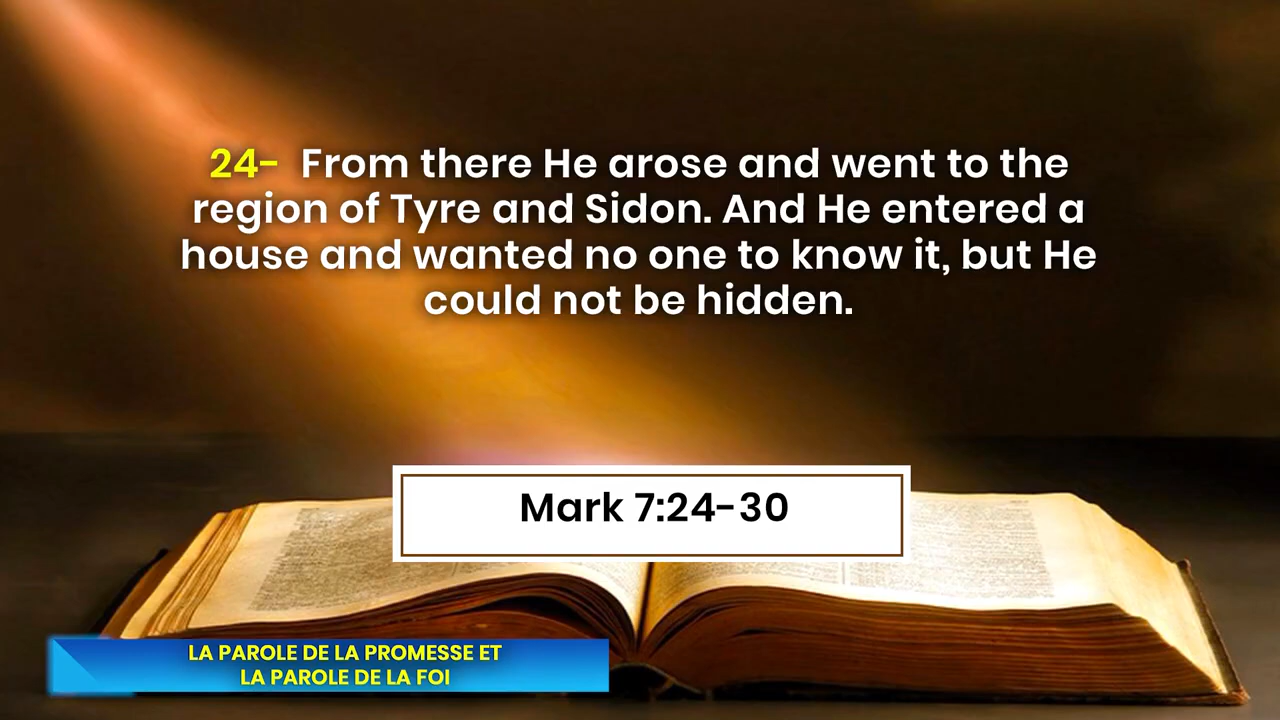 24- From there He arose and went to the
region of Tyre and Sidon. And He entered a
house and wanted no one to know it, but He
could not be hidden.
Mark 7:24-30
LA PAROLE DE LA PROMESSE ET
LA PAROLE DE LA FOI